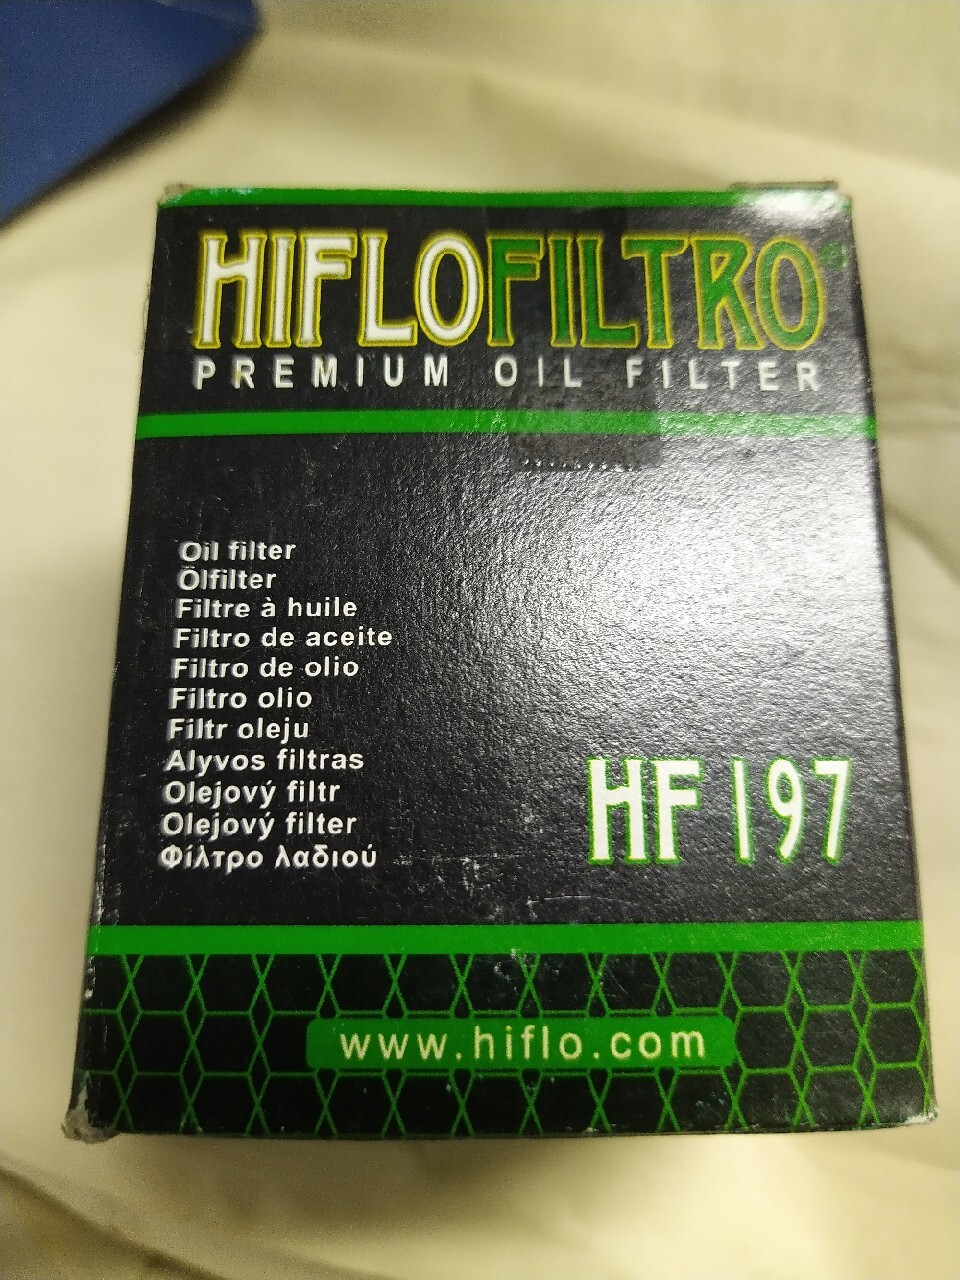 HIFLOFILTRO®
PREMIUM OIL FILTER
Oil filter
Ölfilter
Filtre à huile
Filtro de aceite
Filtro de olio
Filtro olio
Filtr oleju
Alyvos filtras
Olejový filtr
Olejový filter
Φίλτρο λαδιού
HF197
www.hiflo.com